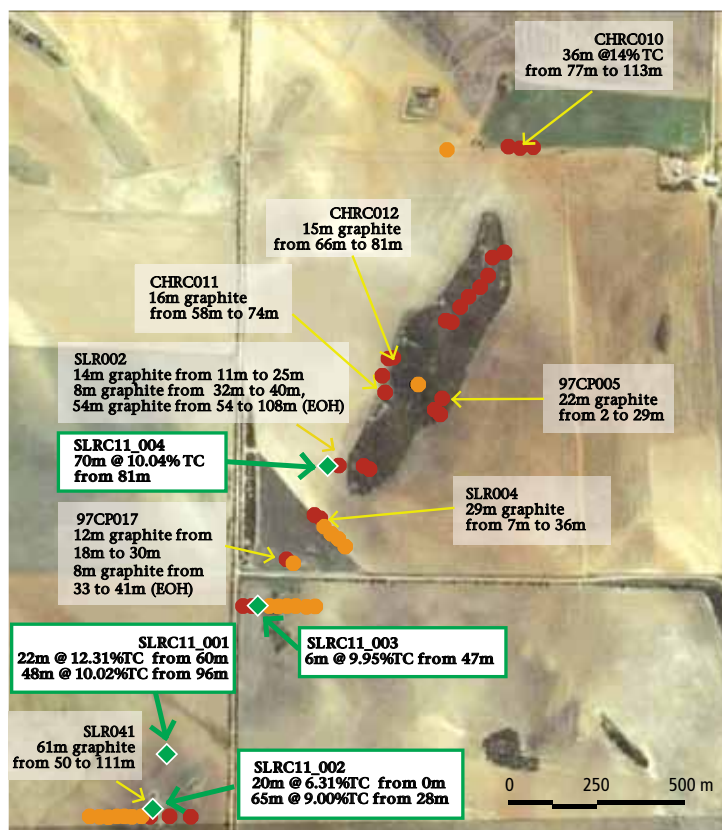 CHRC010
36m @14% TC
from 77m to 113m
CHRC012
15m graphite
from 66m to 81m
CHRC011
16m graphite
from 58m to 74m
SLR002
14m graphite from 11m to 25m
8m graphite from 32m to 40m,
54m graphite from 54 to 108m (EOH)
97CP005
22m graphite
from 2 to 29m
SLRC11_004
70m @ 10.04% TC
from 81m
SLR004
29m graphite
from 7m to 36m
97CP017
12m graphite from
18m to 30m
8m graphite from
33 to 41m (EOH)
SLRC11_001
22m @ 12.31%TC from 60m
48m @ 10.02%TC from 96m
SLRC11_003
6m @ 9.95%TC from 47m
SLR041
61m graphite
from 50 to 111m
SLRC11_002
20m @ 6.31%TC from 0m
65m @ 9.00%TC from 28m
0 250 500 m